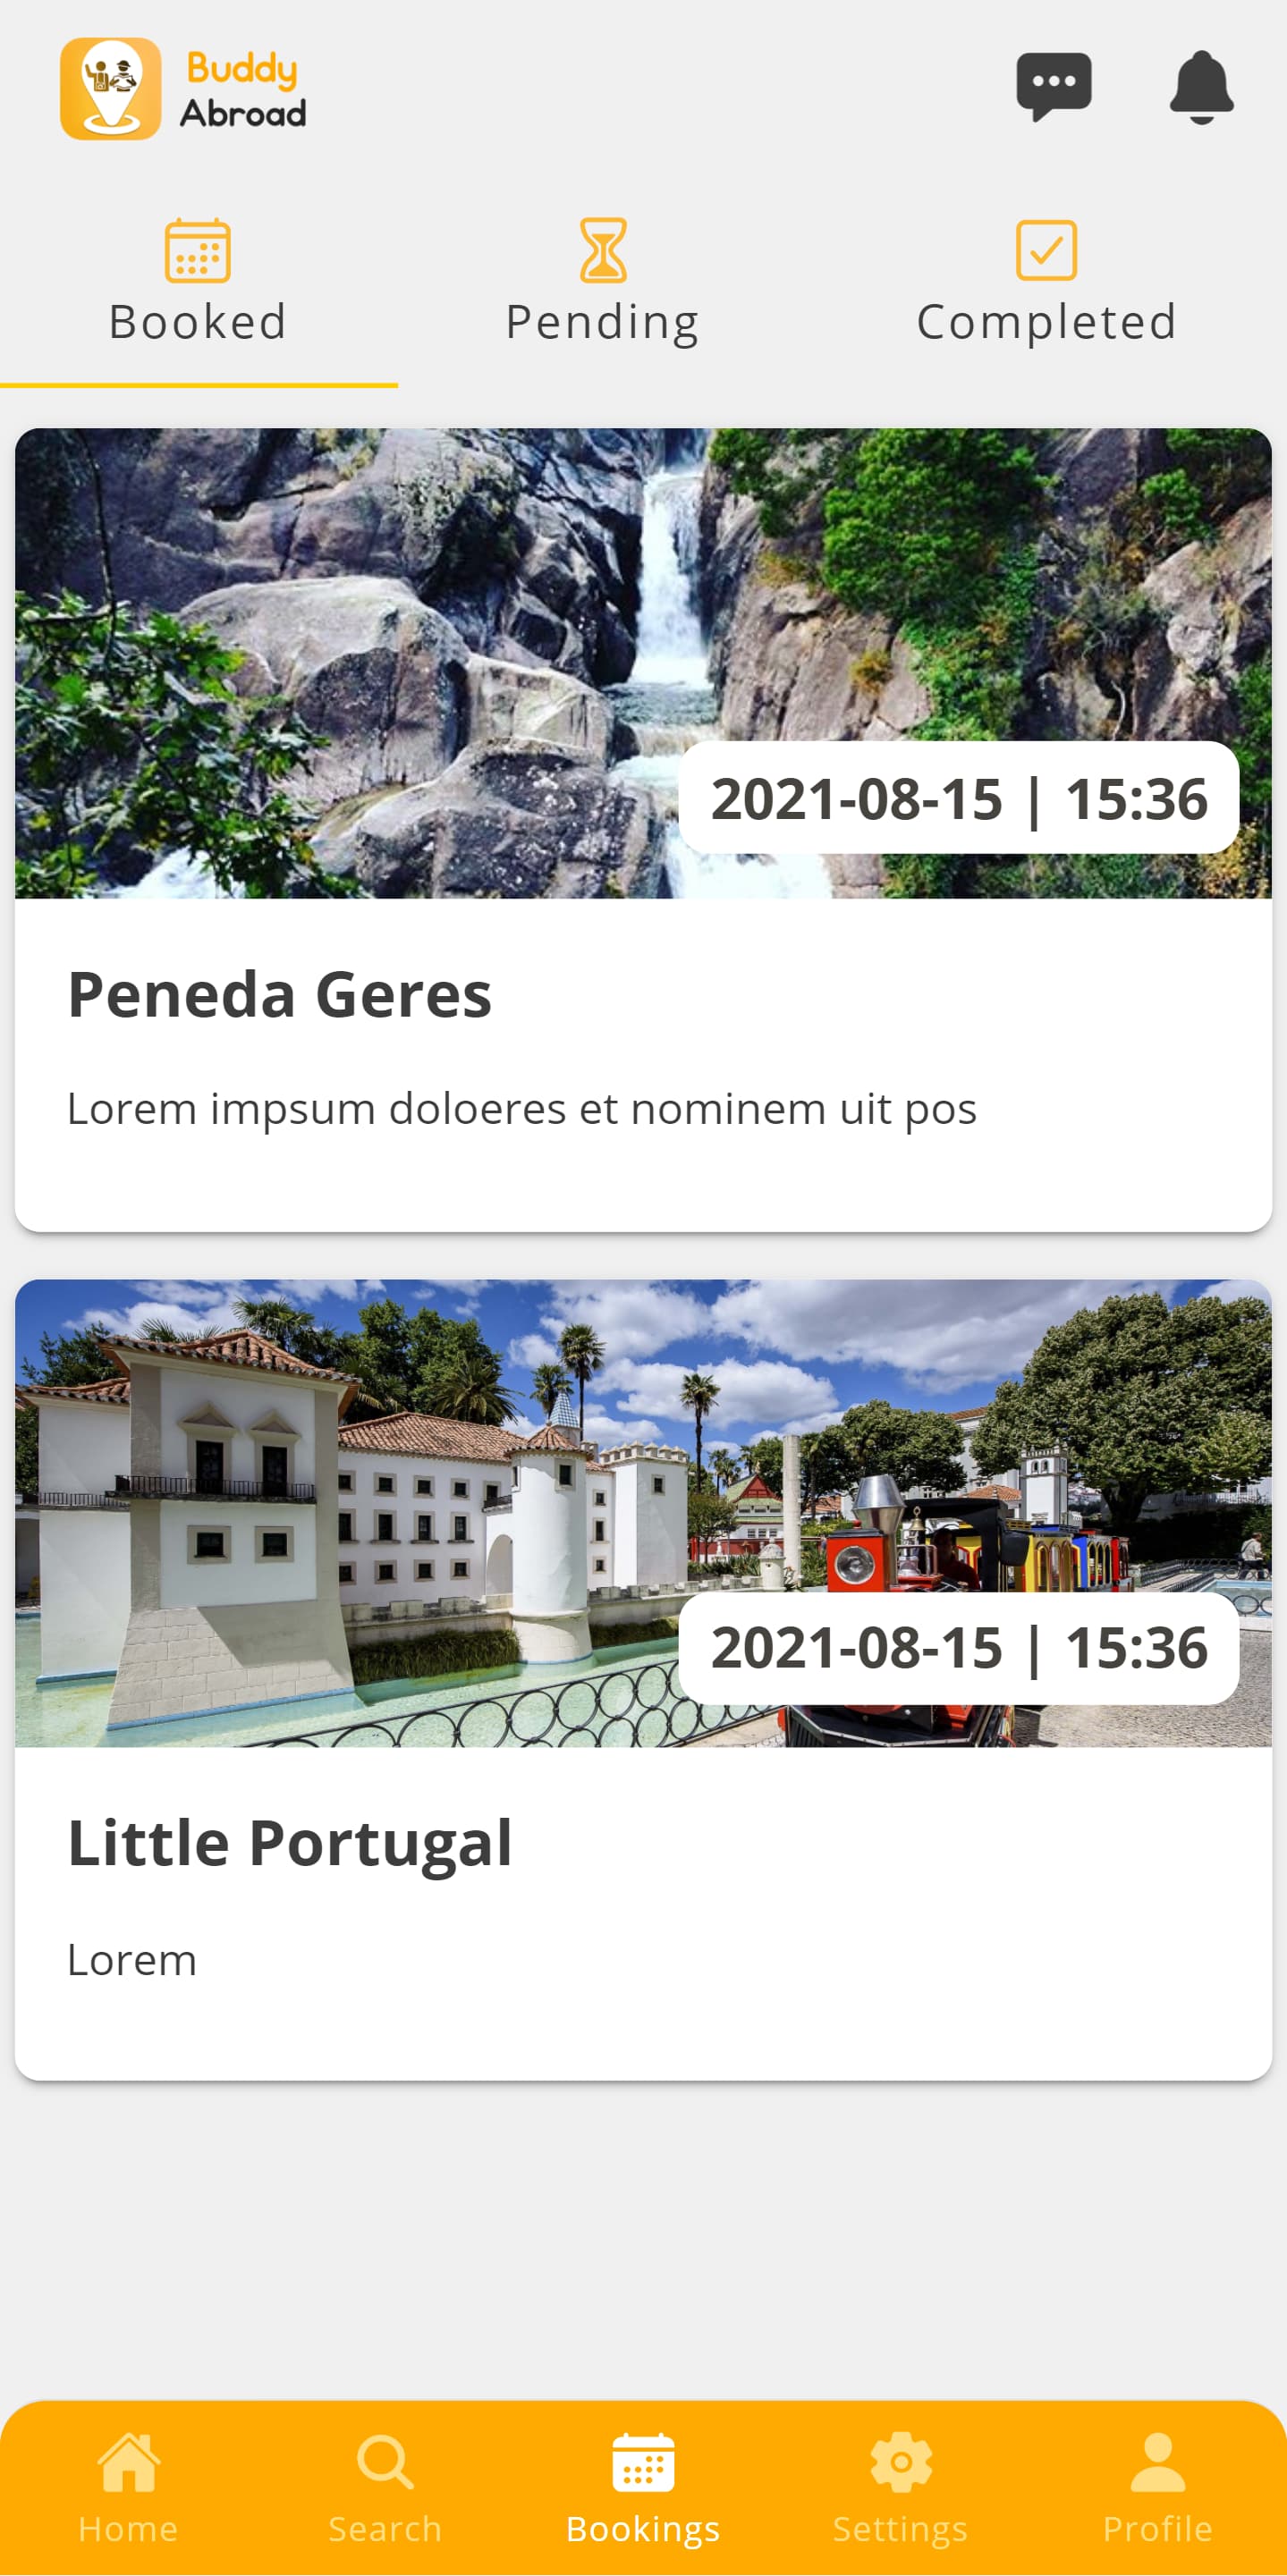 Buddy
Abroad
Booked
Pending
Completed
2021-08-15 | 15:36
Peneda Geres
Lorem impsum doloeres et nominem uit pos
2021-08-15 | 15:36
Little Portugal
Lorem
Home
Search
Bookings
Settings
Profile